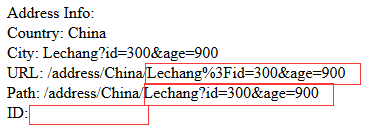 Address Info:
Country: China
City: Lechang?id=300&age=900
URL: /address/China/Lechang%3Fid=300&age=900
Path: /address/China/Lechang?id=300&age=900
ID: